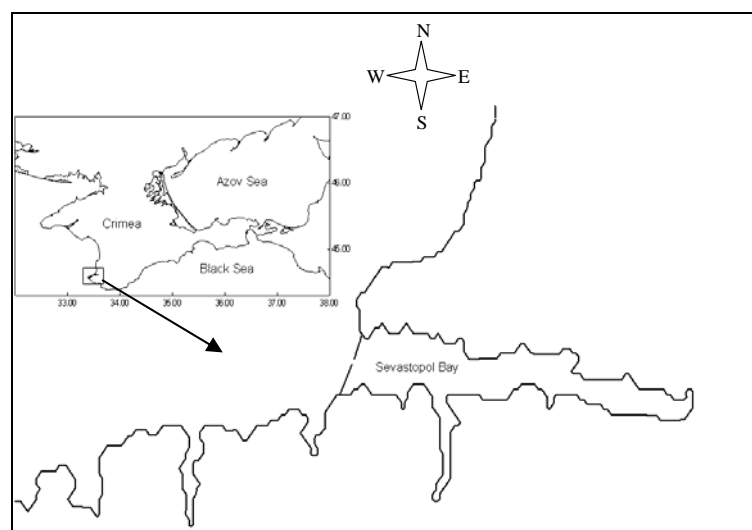 N
W E
S
47.00
Azov Sea
46.00
Crimea
45.00
Black Sea
33.00 34.00 35.00 36.00 37.00 38.00
Sevastopol Bay